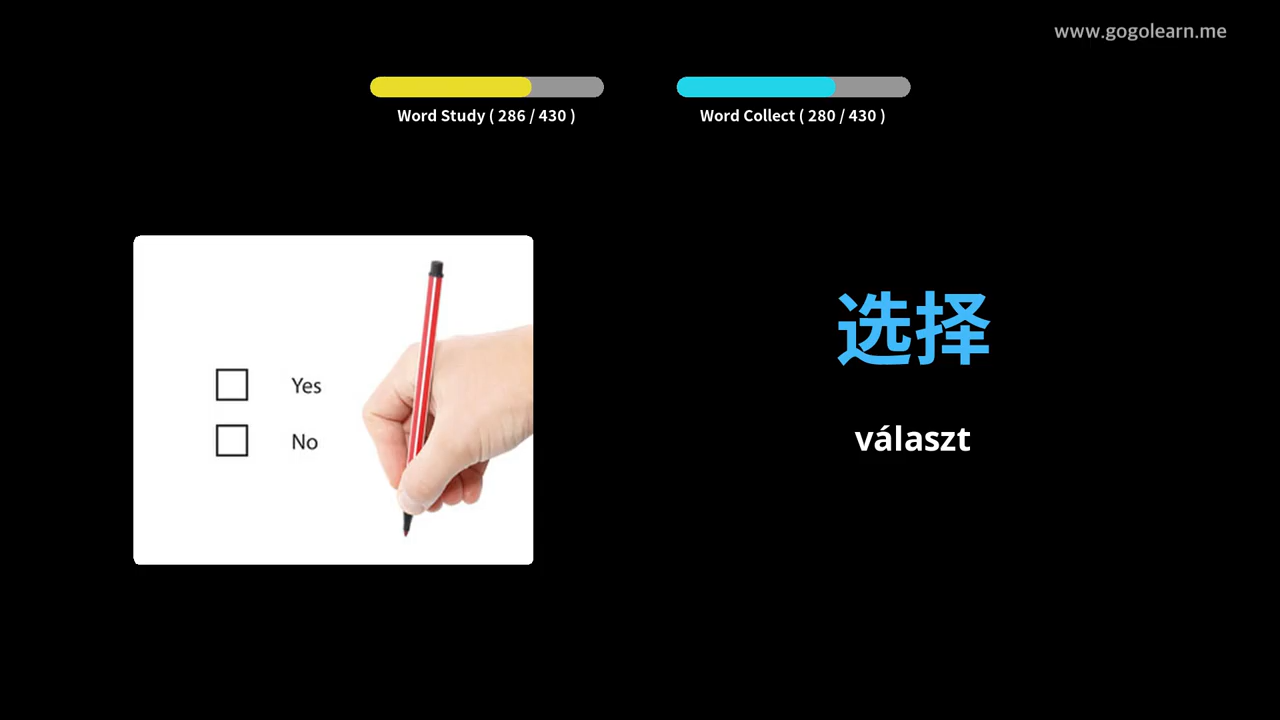 www.gogolearn.me
Word Study ( 286 / 430 )
Word Collect ( 280 / 430 )
Yes
No
选择
választ